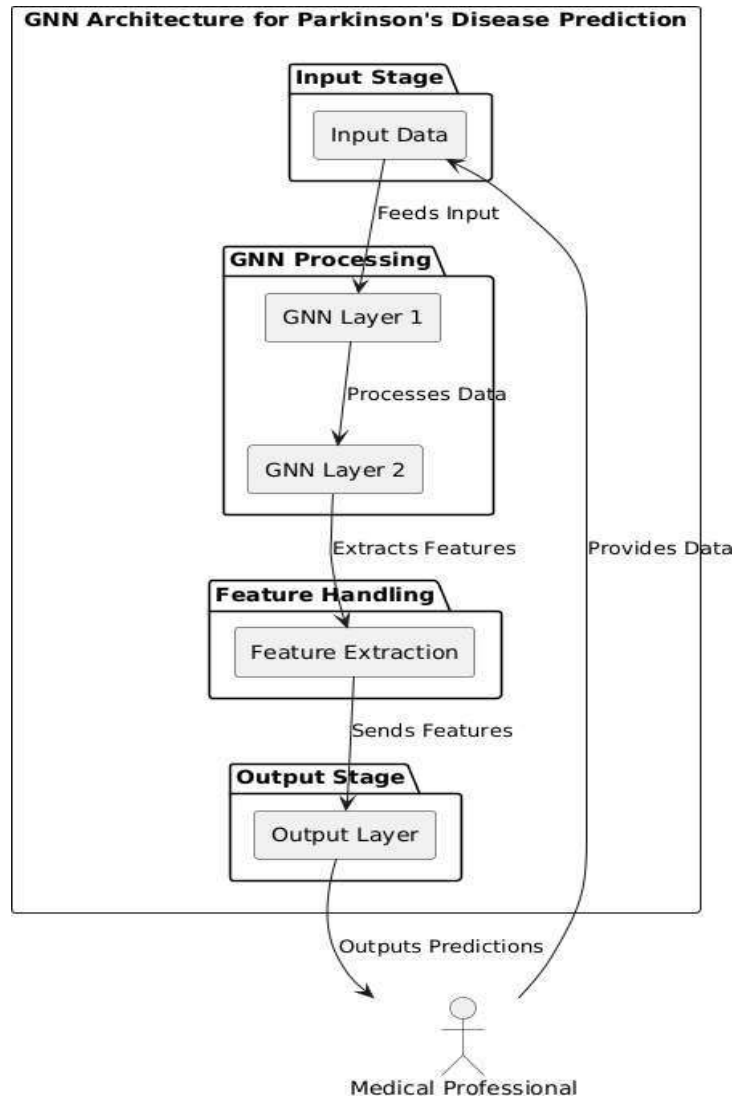 GNN Architecture for Parkinson's Disease Prediction
Input Stage
Input Data
Feeds Input
GNN Processing
GNN Layer 1
Processes Data
GNN Layer 2
Extracts Features
Provides Data
Feature Handling
Feature Extraction
Sends Features
Output Stage
Output Layer
Outputs Predictions
Medical Professional